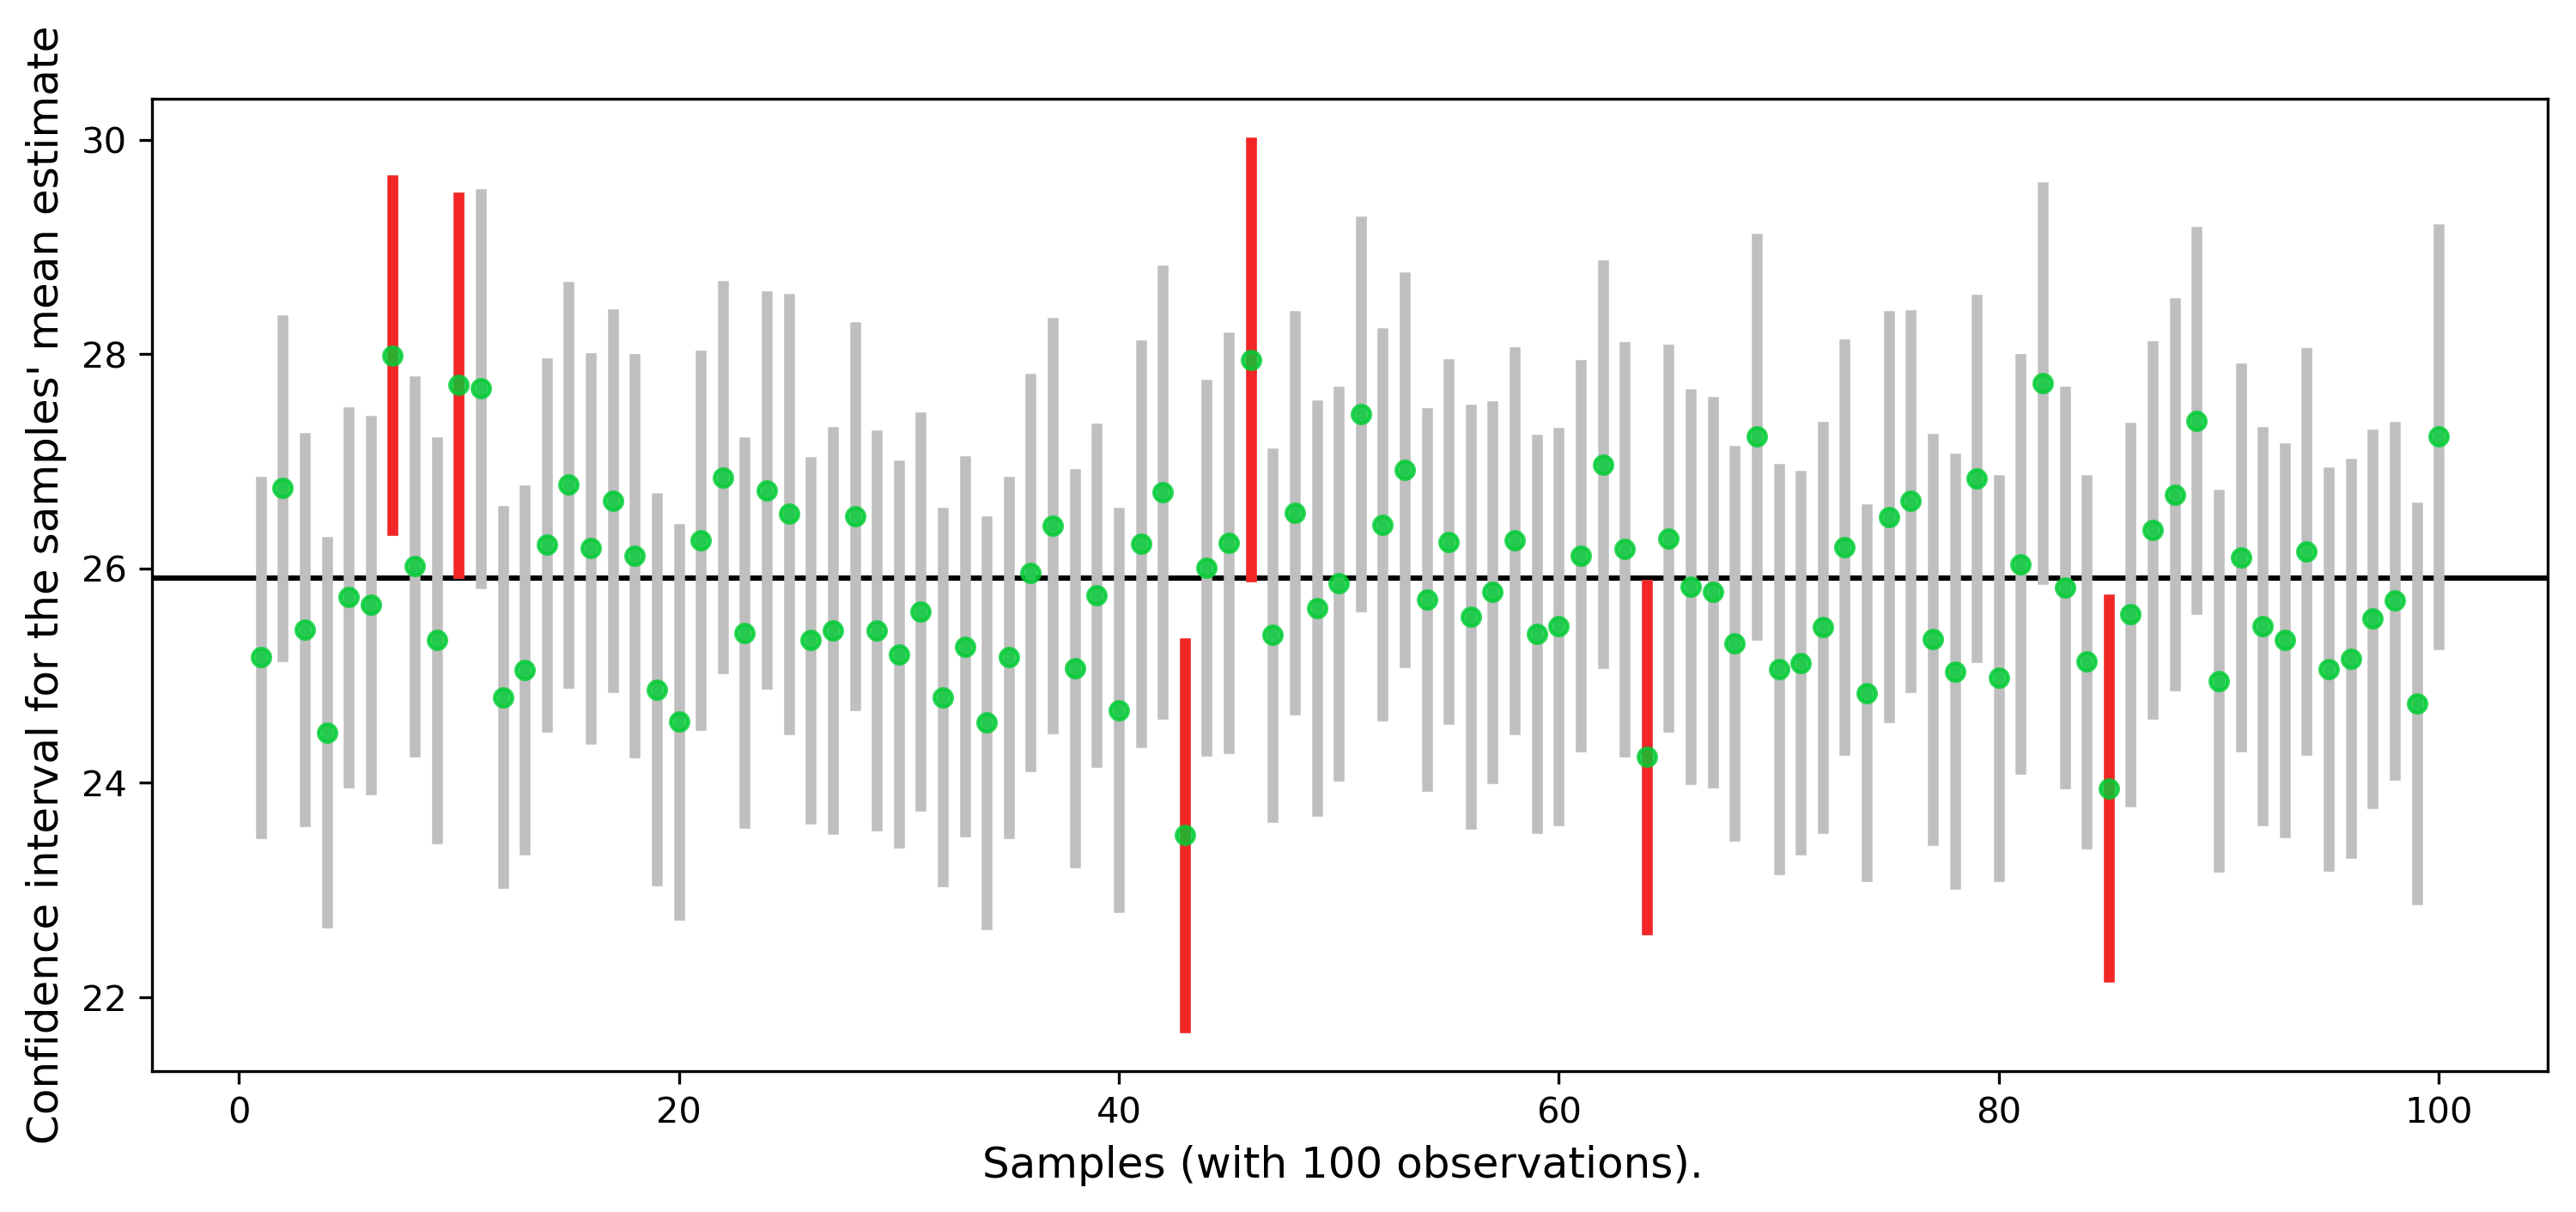 Confidence interval for the samples' mean estimate
30
28
26
24
22
0 20 40 60 80 100
Samples (with 100 observations).